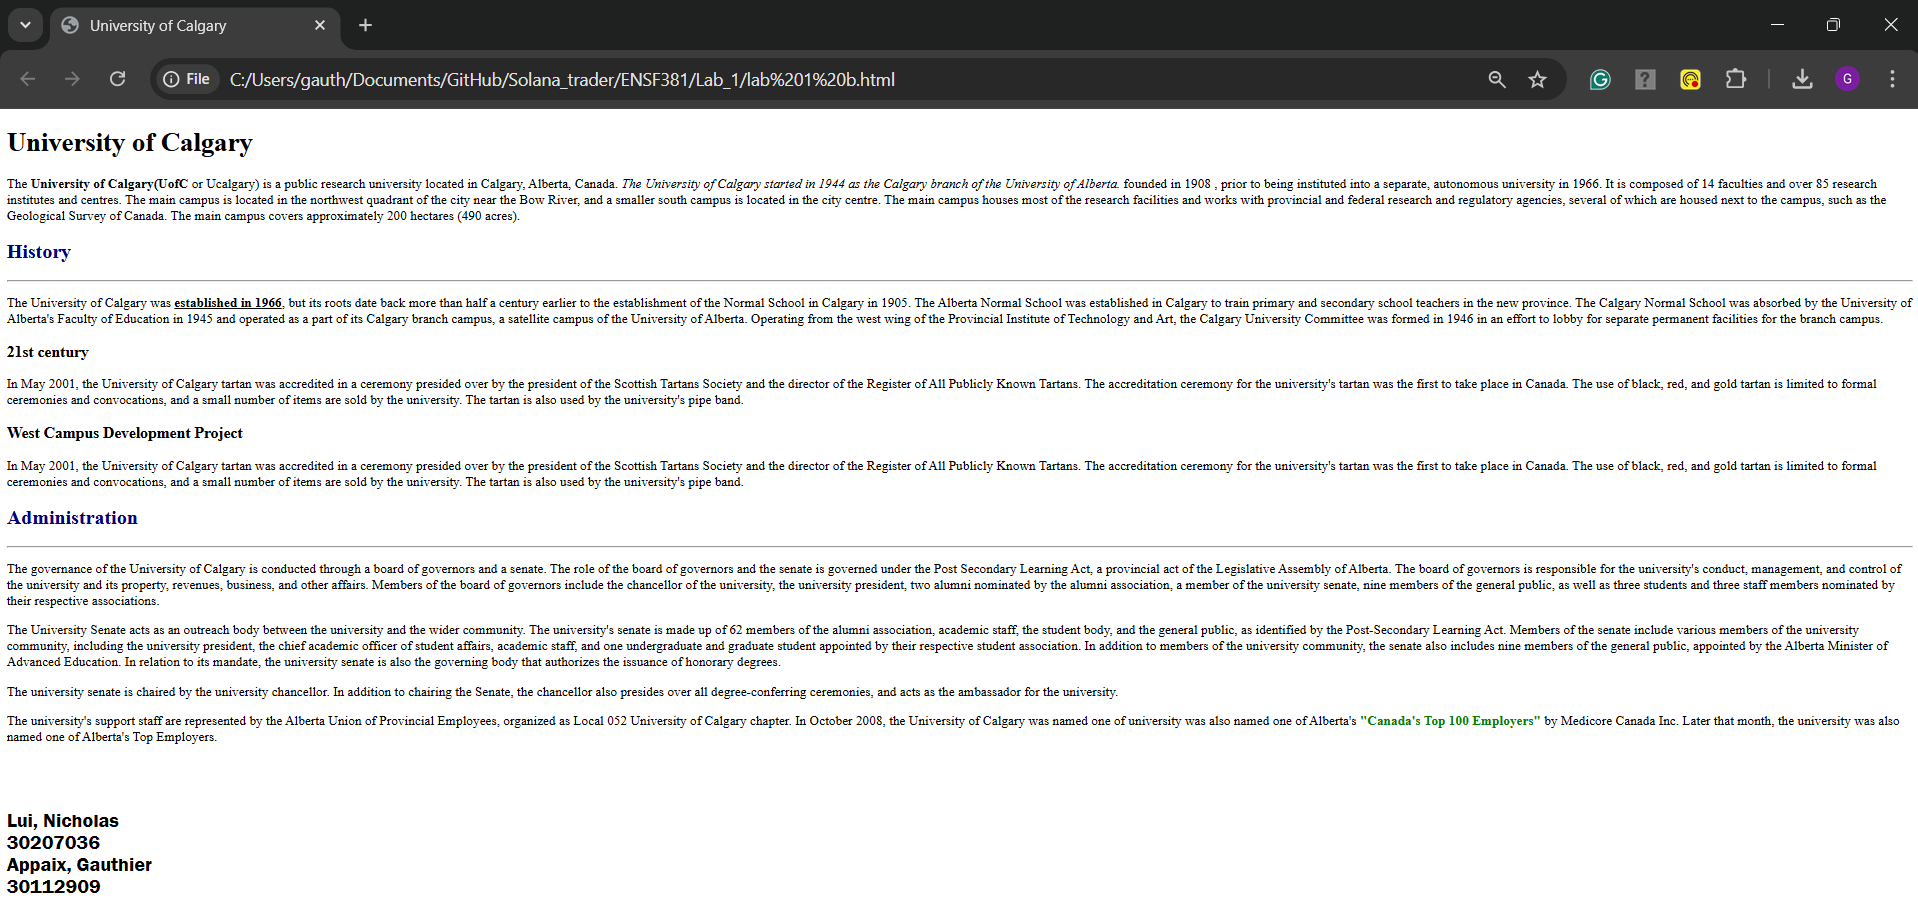 University of Calgary
File
C:/Users/gauth/Documents/GitHub/Solana_trader/ENSF381/Lab_1/lab%201%20b.html
G
University of Calgary
The University of Calgary(UofC or Ucalgary) is a public research university located in Calgary, Alberta, Canada. The University of Calgary started in 1944 as the Calgary branch of the University of Alberta. founded in 1908 , prior to being instituted into a separate, autonomous university in 1966. It is composed of 14 faculties and over 85 research
institutes and centres. The main campus is located in the northwest quadrant of the city near the Bow River, and a smaller south campus is located in the city centre. The main campus houses most of the research facilities and works with provincial and federal research and regulatory agencies, several of which are housed next to the campus, such as the
Geological Survey of Canada. The main campus covers approximately 200 hectares (490 acres).
History
The University of Calgary was established in 1966, but its roots date back more than half a century earlier to the establishment of the Normal School in Calgary in 1905. The Alberta Normal School was established in Calgary to train primary and secondary school teachers in the new province. The Calgary Normal School was absorbed by the University of
Alberta's Faculty of Education in 1945 and operated as a part of its Calgary branch campus, a satellite campus of the University of Alberta. Operating from the west wing of the Provincial Institute of Technology and Art, the Calgary University Committee was formed in 1946 in an effort to lobby for separate permanent facilities for the branch campus.
21st century
In May 2001, the University of Calgary tartan was accredited in a ceremony presided over by the president of the Scottish Tartans Society and the director of the Register of All Publicly Known Tartans. The accreditation ceremony for the university's tartan was the first to take place in Canada. The use of black, red, and gold tartan is limited to formal
ceremonies and convocations, and a small number of items are sold by the university. The tartan is also used by the university's pipe band.
West Campus Development Project
In May 2001, the University of Calgary tartan was accredited in a ceremony presided over by the president of the Scottish Tartans Society and the director of the Register of All Publicly Known Tartans. The accreditation ceremony for the university's tartan was the first to take place in Canada. The use of black, red, and gold tartan is limited to formal
ceremonies and convocations, and a small number of items are sold by the university. The tartan is also used by the university's pipe band.
Administration
The governance of the University of Calgary is conducted through a board of governors and a senate. The role of the board of governors and the senate is governed under the Post Secondary Learning Act, a provincial act of the Legislative Assembly of Alberta. The board of governors is responsible for the university's conduct, management, and control of
the university and its property, revenues, business, and other affairs. Members of the board of governors include the chancellor of the university, the university president, two alumni nominated by the alumni association, a member of the university senate, nine members of the general public, as well as three students and three staff members nominated by
their respective associations.
The University Senate acts as an outreach body between the university and the wider community. The university's senate is made up of 62 members of the alumni association, academic staff, the student body, and the general public, as identified by the Post-Secondary Learning Act. Members of the senate include various members of the university
community, including the university president, the chief academic officer of student affairs, academic staff, and one undergraduate and graduate student appointed by their respective student association. In addition to members of the university community, the senate also includes nine members of the general public, appointed by the Alberta Minister of
Advanced Education. In relation to its mandate, the university senate is also the governing body that authorizes the issuance of honorary degrees.
The university senate is chaired by the university chancellor. In addition to chairing the Senate, the chancellor also presides over all degree-conferring ceremonies, and acts as the ambassador for the university.
The university's support staff are represented by the Alberta Union of Provincial Employees, organized as Local 052 University of Calgary chapter. In October 2008, the University of Calgary was named one of university was also named one of Alberta's "Canada's Top 100 Employers" by Medicore Canada Inc. Later that month, the university was also
named one of Alberta's Top Employers.
Lui, Nicholas
30207036
Appaix, Gauthier
30112909